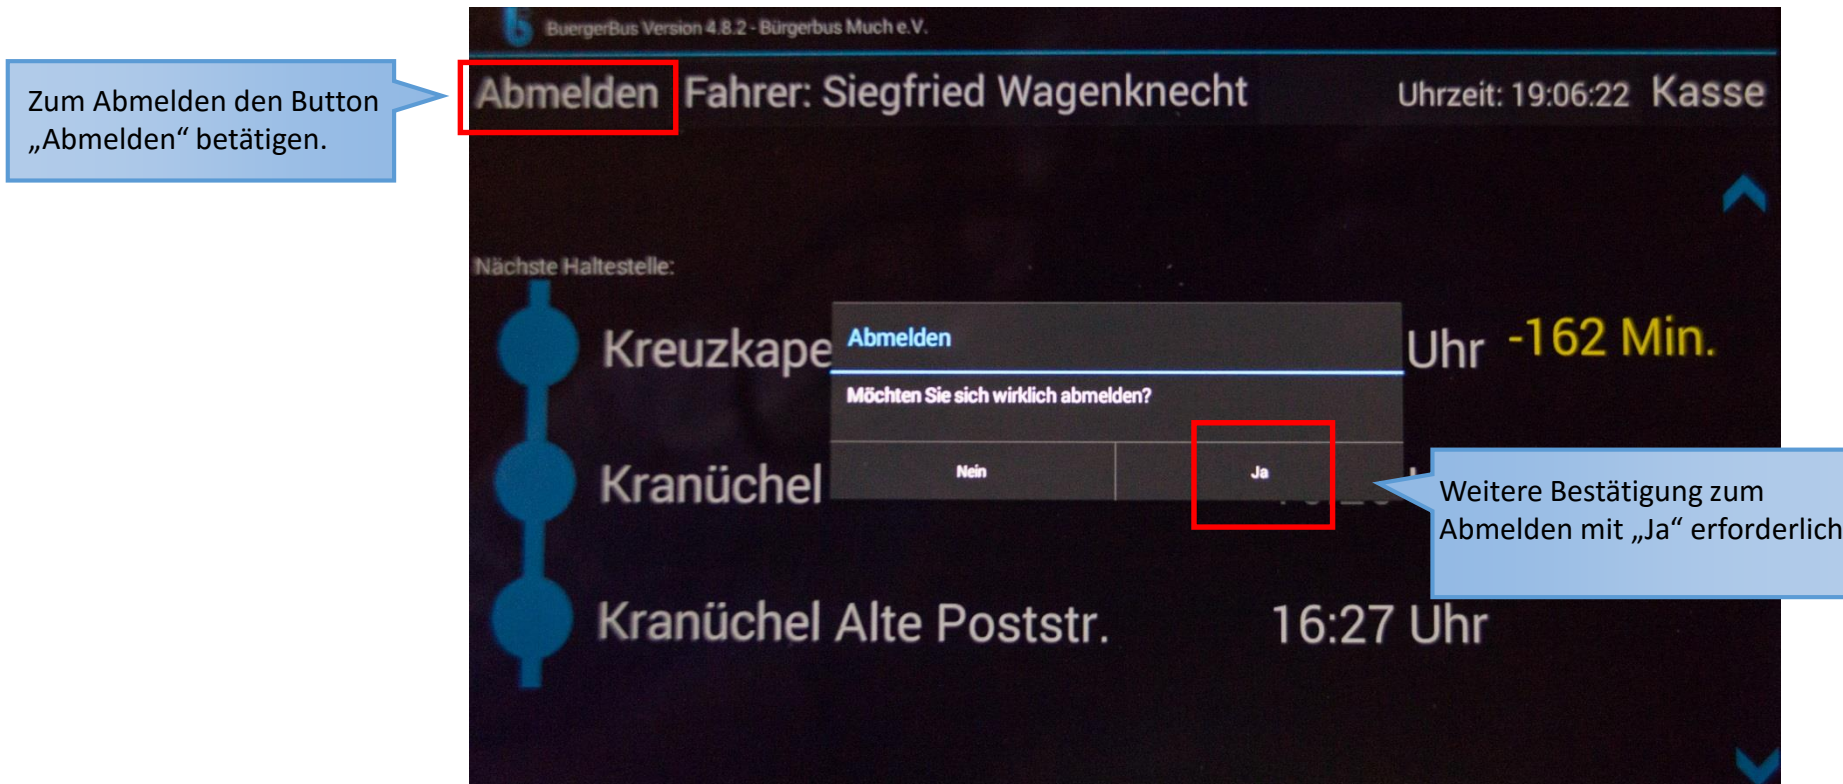 BuergerBus Version 4.8.2 - Bürgerbus Much e.V.
Zum Abmelden den Button
„Abmelden“ betätigen.
Abmelden Fahrer: Siegfried Wagenknecht Uhrzeit: 19:06:22 Kasse
Nächste Haltestelle:
Uhr -162 Min.
Abmelden
Möchten Sie sich wirklich abmelden?
Nein Ja
Kranüchel
Weitere Bestätigung zum
Abmelden mit „Ja“ erforderlich
Kranüchel Alte Poststr. 16:27 Uhr